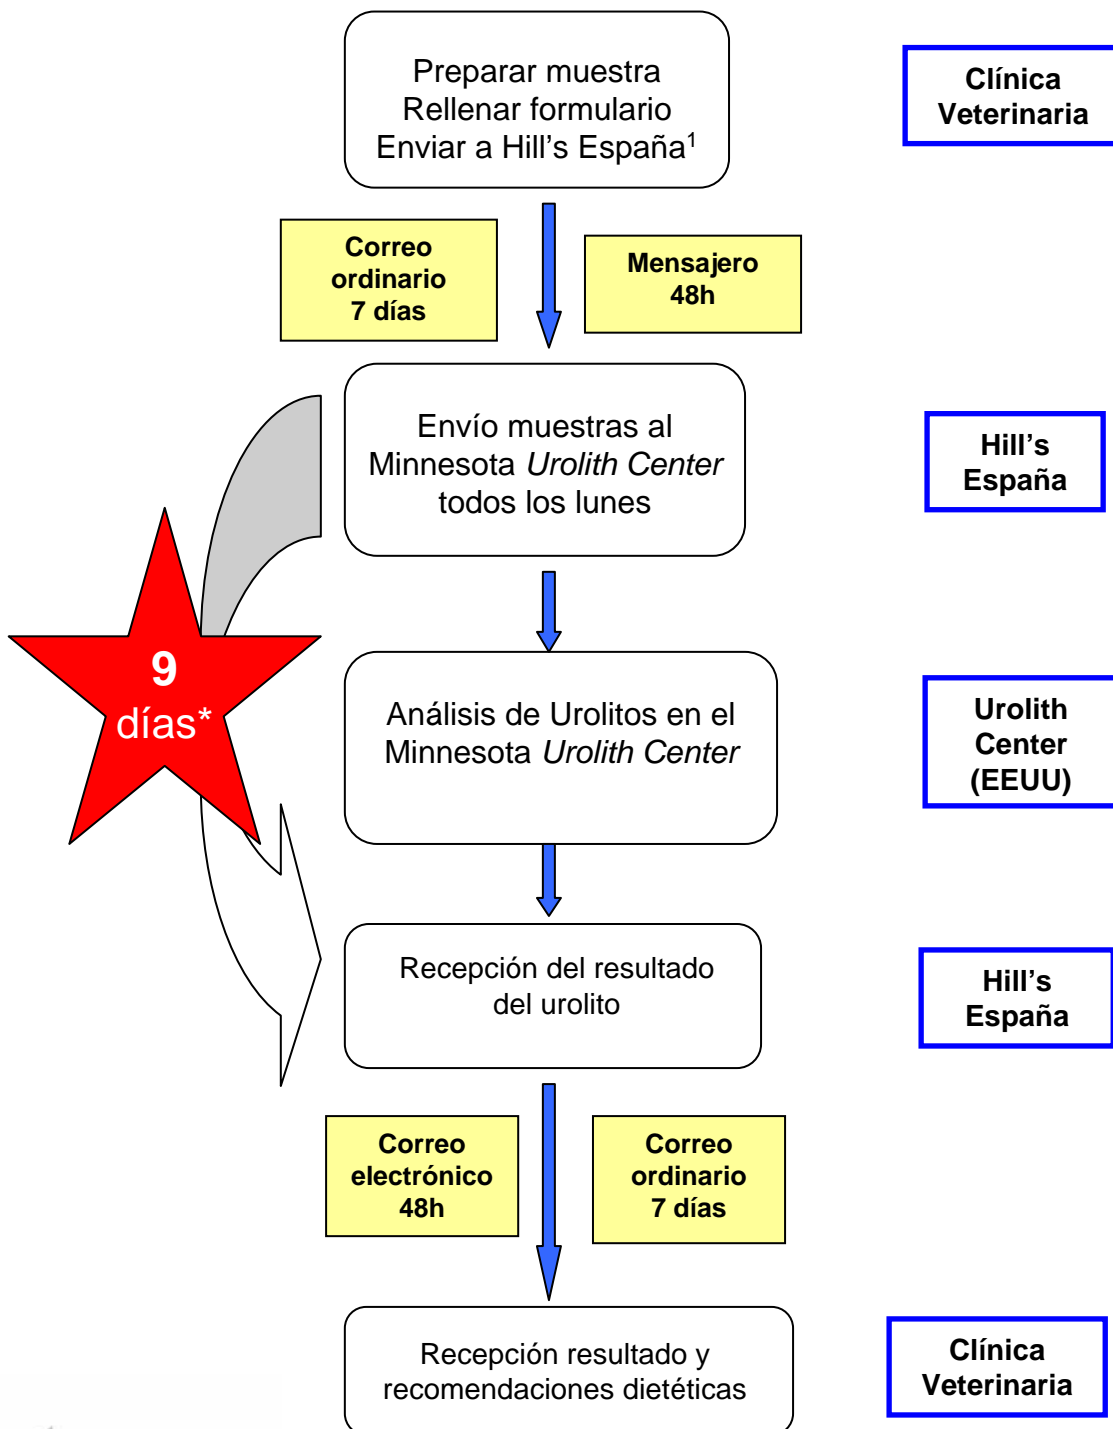 Preparar muestra
Rellenar formulario
Enviar a Hill's España¹
Clínica
Veterinaria
Correo
ordinario
7 días
Mensajero
48h
Envío muestras al
Minnesota Urolith Center
todos los lunes
Hill's
España
9
días*
Análisis de Urolitos en el
Minnesota Urolith Center
Urolith
Center
(EEUU)
Recepción del resultado
del urolito
Hill's
España
Correo
electrónico
48h
Correo
ordinario
7 días
Recepción resultado y
recomendaciones dietéticas
Clínica
Veterinaria